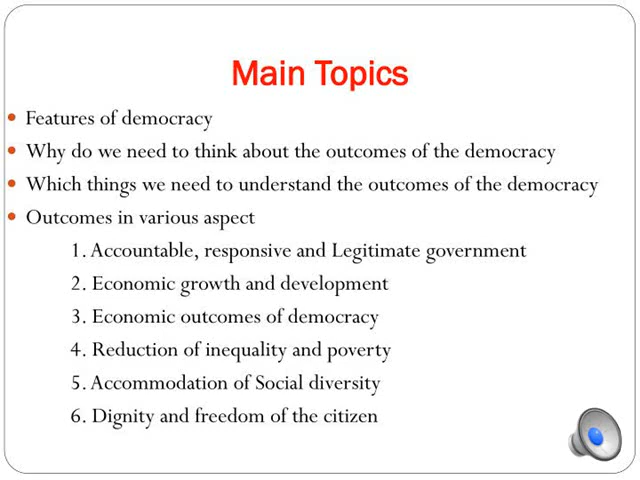 Main Topics
• Features of democracy
• Why do we need to think about the outcomes of the democracy
• Which things we need to understand the outcomes of the democracy
• Outcomes in various aspect
1. Accountable, responsive and Legitimate government
2. Economic growth and development
3. Economic outcomes of democracy
4. Reduction of inequality and poverty
5. Accommodation of Social diversity
6. Dignity and freedom of the citizen